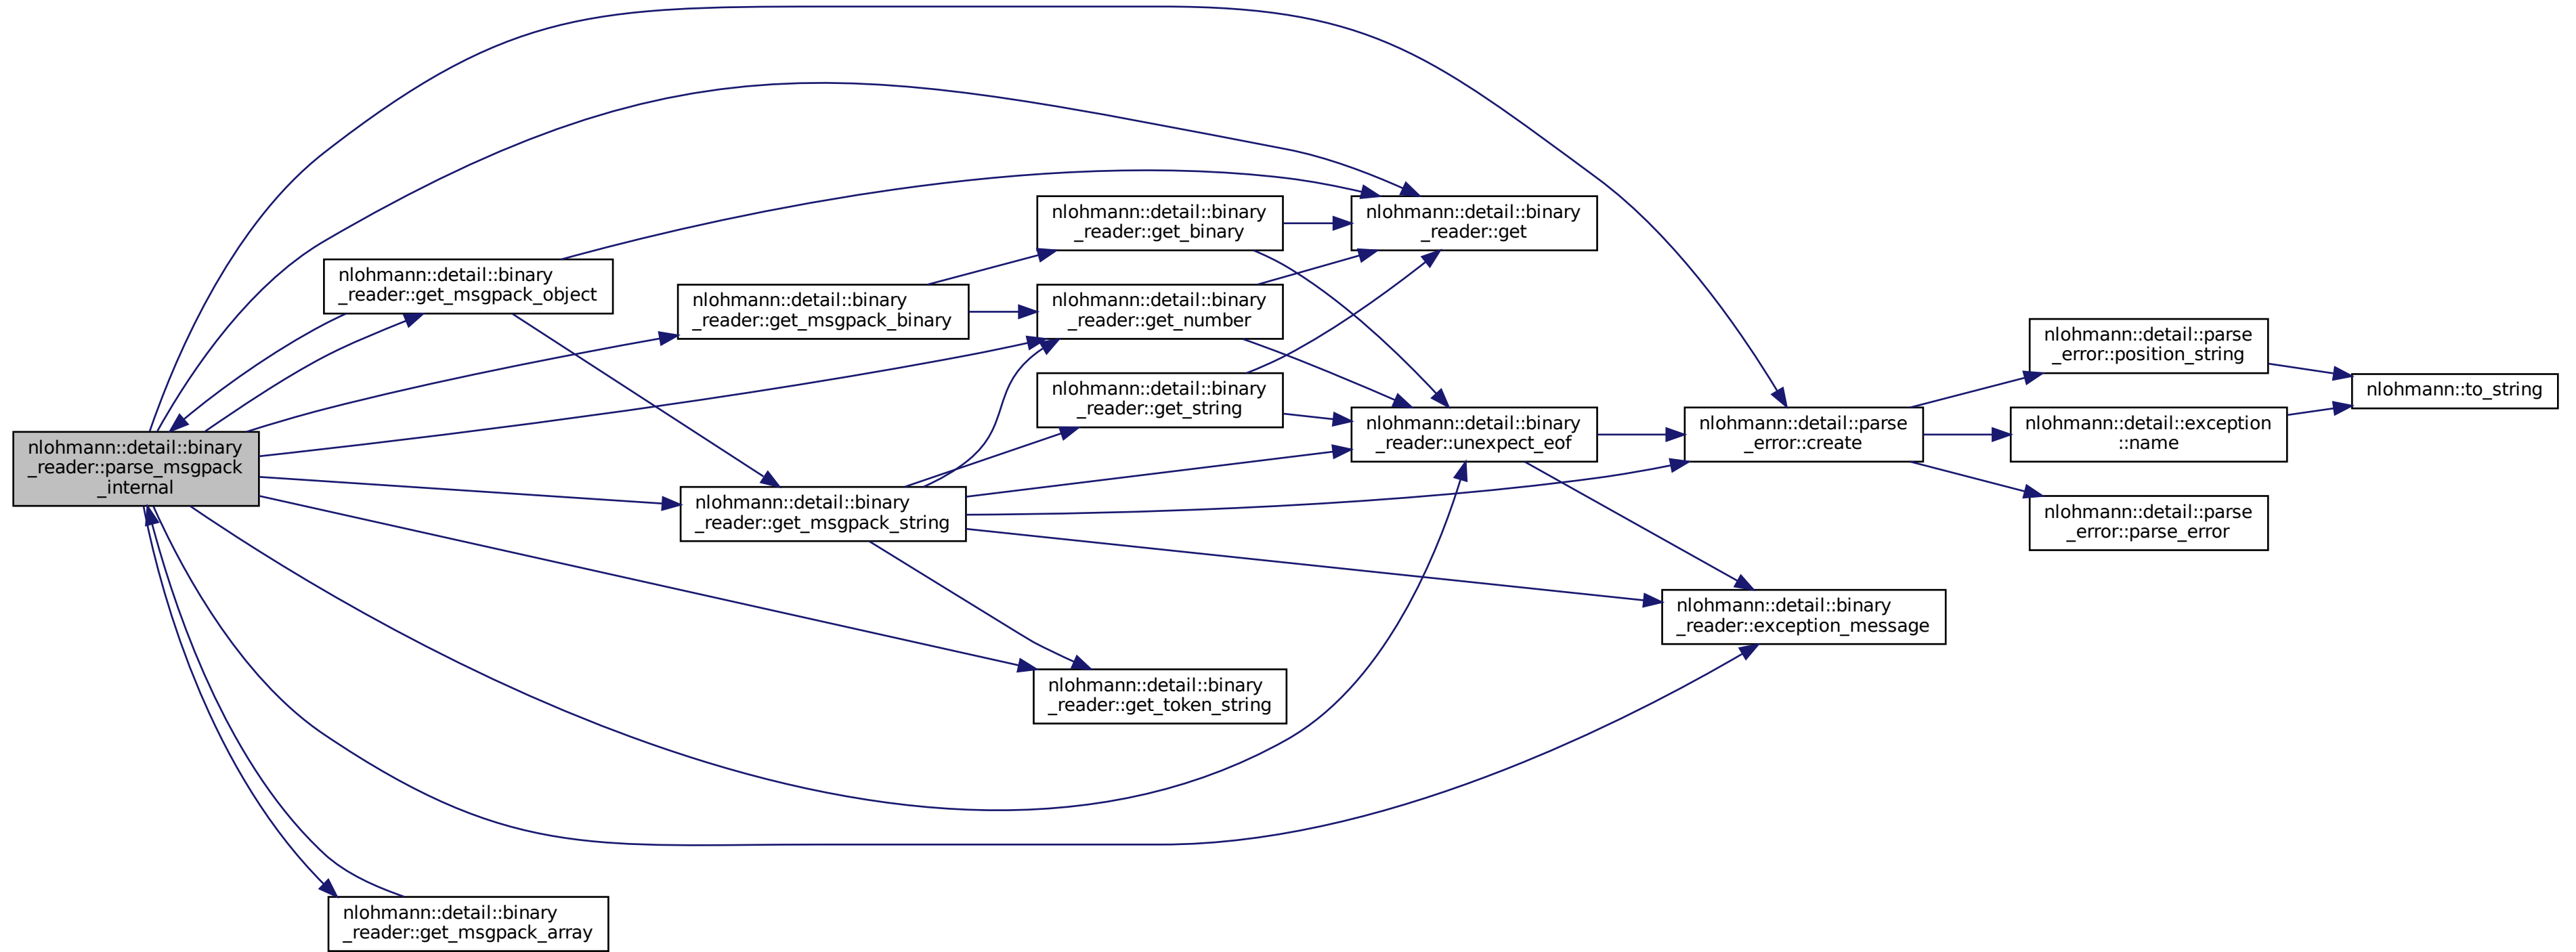 nlohmann::detail::binary
_reader::get_binary
nlohmann::detail::binary
_reader::get
nlohmann::detail::binary
_reader::get_msgpack_object
nlohmann::detail::binary
_reader::get_msgpack_binary
nlohmann::detail::binary
_reader::get_number
nlohmann::detail::parse
_error::position_string
nlohmann::to_string
nlohmann::detail::binary
_reader::get_string
nlohmann::detail::binary
_reader::unexpect_eof
nlohmann::detail::parse
_error::create
nlohmann::detail::exception
::name
nlohmann::detail::binary
_reader::parse_msgpack
_internal
nlohmann::detail::binary
_reader::get_msgpack_string
nlohmann::detail::parse
_error::parse_error
nlohmann::detail::binary
_reader::exception_message
nlohmann::detail::binary
_reader::get_token_string
nlohmann::detail::binary
_reader::get_msgpack_array